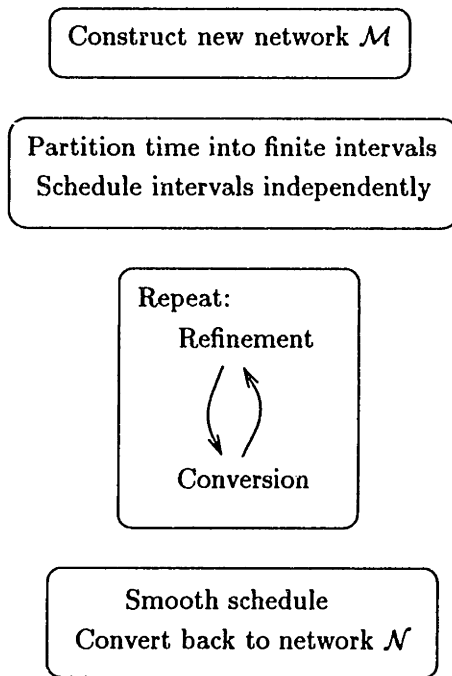 Construct new network ℳ
Partition time into finite intervals
Schedule intervals independently
Repeat:
Refinement
Conversion
Smooth schedule
Convert back to network 𝒩